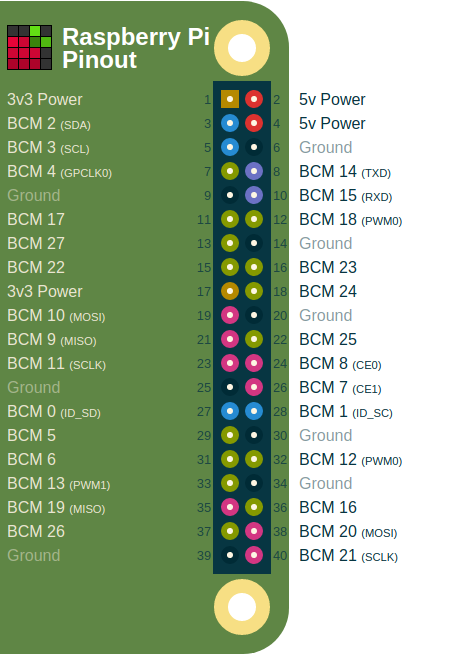 Raspberry Pi
Pinout
3v3 Power 1 2 5v Power
BCM 2 (SDA) 3 4 5v Power
BCM 3 (SCL) 5 6 Ground
BCM 4 (GPCLK0) 7 8 BCM 14 (TXD)
Ground 9 10 BCM 15 (RXD)
BCM 17 11 12 BCM 18 (PWM0)
BCM 27 13 14 Ground
BCM 22 15 16 BCM 23
3v3 Power 17 18 BCM 24
BCM 10 (MOSI) 19 20 Ground
BCM 9 (MISO) 21 22 BCM 25
BCM 11 (SCLK) 23 24 BCM 8 (CE0)
Ground 25 26 BCM 7 (CE1)
BCM 0 (ID_SD) 27 28 BCM 1 (ID_SC)
BCM 5 29 30 Ground
BCM 6 31 32 BCM 12 (PWM0)
BCM 13 (PWM1) 33 34 Ground
BCM 19 (MISO) 35 36 BCM 16
BCM 26 37 38 BCM 20 (MOSI)
Ground 39 40 BCM 21 (SCLK)